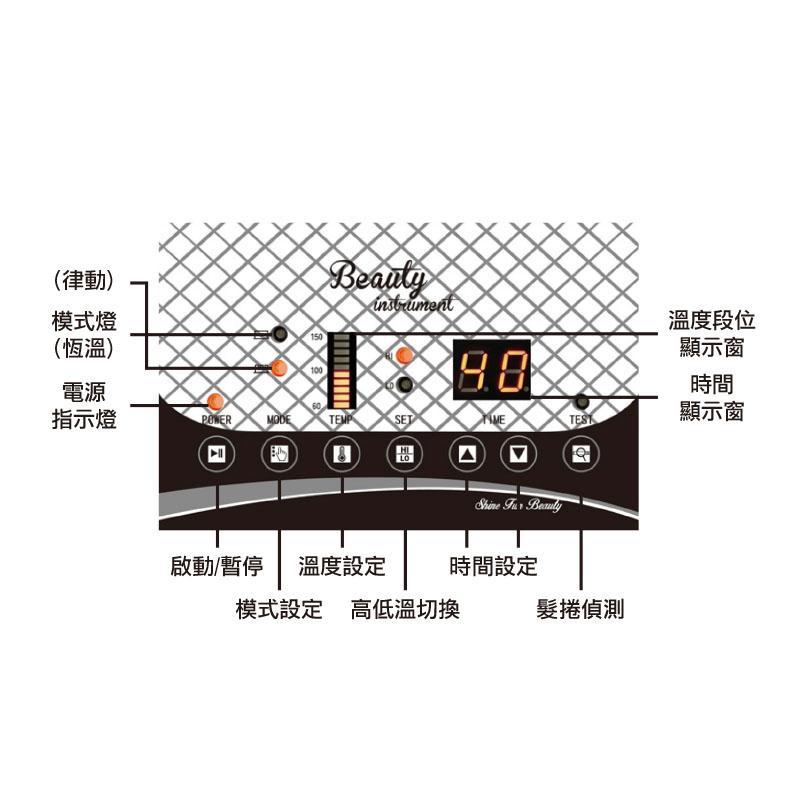 Beauty
instrument
（律動）
模式燈
（恆溫）
電源
指示燈
溫度段位
顯示窗
時間
顯示窗
150
100
60
HI
LO
40
POWER MODE TEMP SET TIME TEST
HI
LO
Shine Fun Beauty
啟動/暫停 溫度設定 時間設定
模式設定 高低溫切換 髮捲偵測